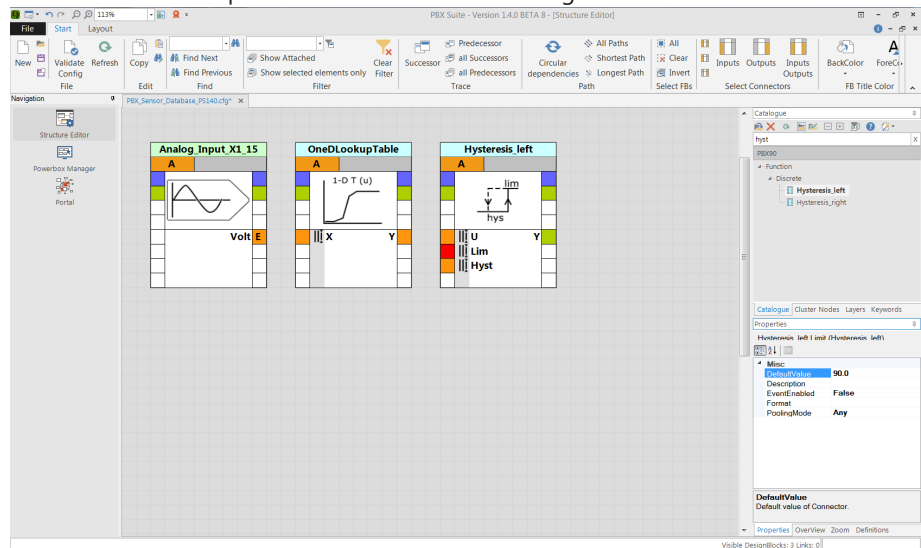 113%
PBX Suite - Version 1.4.0 BETA 8 - [Structure Editor]
File Start Layout
New
Validate Config
Refresh
File
Copy
Edit
Find Next
Find Previous
Find
Show Attached
Show selected elements only
Clear Filter
Filter
Successor
Predecessor
all Successors
all Predecessors
Trace
Circular dependencies
All Paths
Shortest Path
Longest Path
Path
All
Clear
Invert
Select FBs
Inputs
Outputs
Inputs Outputs
Select Connectors
BackColor
ForeCo
FB Title Color
Navigation
Structure Editor
Powerbox Manager
Portal
PBX_Sensor_Database_PS140.cfg* x
Analog_Input_X1_15
A
Volt E
OneDLookupTable
A
1-D T (u)
X Y
Hysteresis_left
A
lim
hys
U Y
Lim
Hyst
Catalogue
hyst X
PBX90
Function
Discrete
Hysteresis_left
Hysteresis_right
Catalogue Cluster Nodes Layers Keywords
Properties
Hysteresis_left.Limit (Hysteresis_left)
Misc
DefaultValue 90.0
Description
EventEnabled False
Format
PoolingMode Any
DefaultValue
Default value of Connector.
Properties OverView Zoom Definitions
Visible DesignBlocks: 3 Links: 0